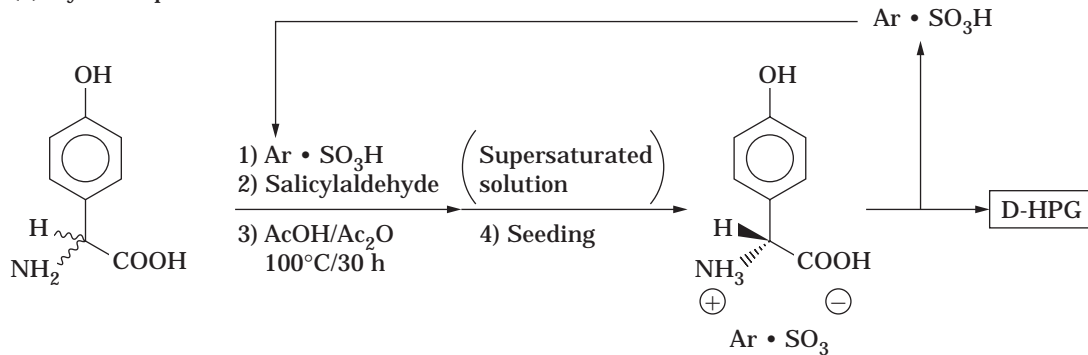 Ar • SO₃H
OH
H
NH₂
COOH
1) Ar • SO₃H
2) Salicylaldehyde
3) AcOH/Ac₂O
100°C/30 h
(Supersaturated
solution)
4) Seeding
OH
H
NH₃
COOH
+
−
Ar • SO₃
D-HPG